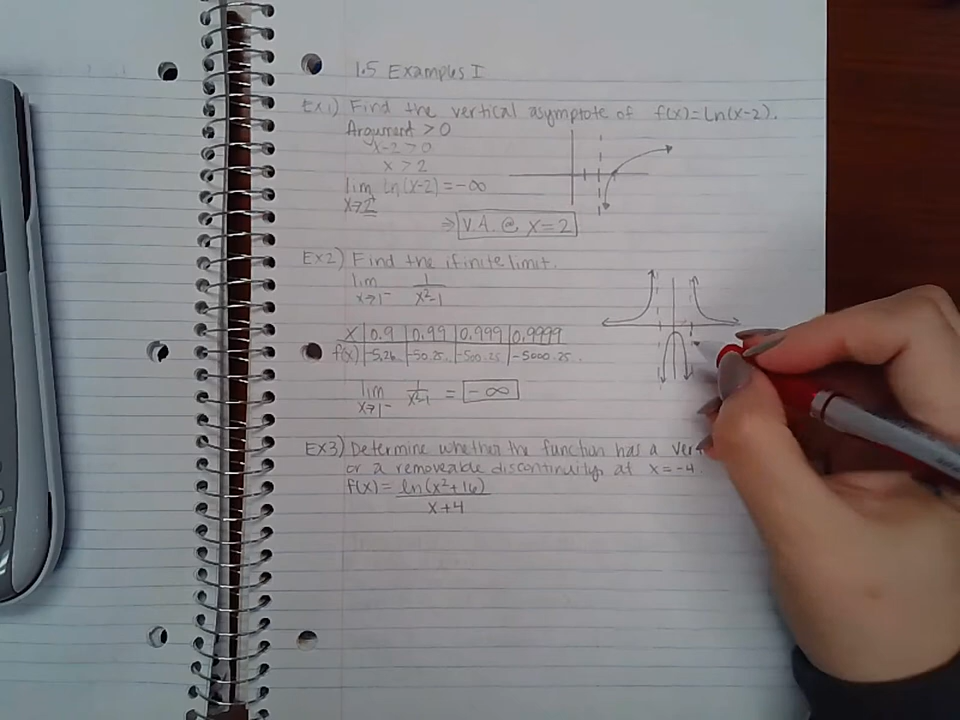 1.5 Examples I
Ex1) Find the vertical asymptote of f(x)=ln(x-2).
Argument > 0
x-2>0
x>2
lim ln(x-2) = -∞
x→2⁺
⇒ V.A. @ x=2
Ex2) Find the ifinite limit.
lim 1/(x²-1)
x→1⁻
x | 0.9 | 0.99 | 0.999 | 0.9999
f(x) | -5.26.. | -50.25.. | -500.25 | -5000.25..
lim 1/(x²-1) = -∞
x→1⁻
EX3) Determine whether the function has a
or a removeable discontinuity at x=-4.
f(x) = ln(x²+16)
x+4